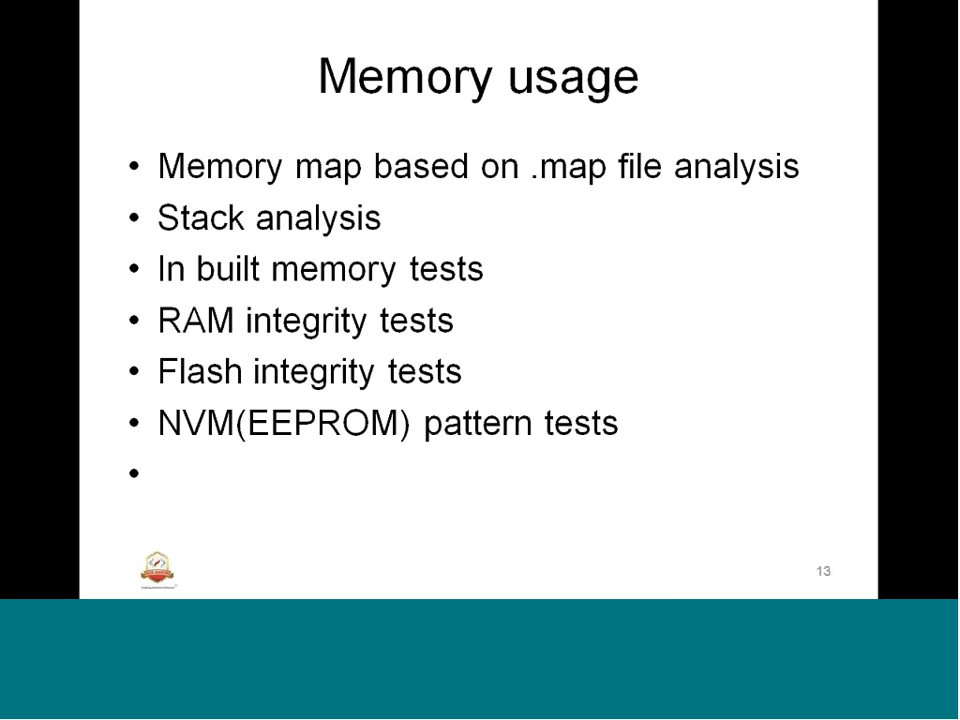 Memory usage
• Memory map based on .map file analysis
• Stack analysis
• In built memory tests
• RAM integrity tests
• Flash integrity tests
• NVM(EEPROM) pattern tests
•
13